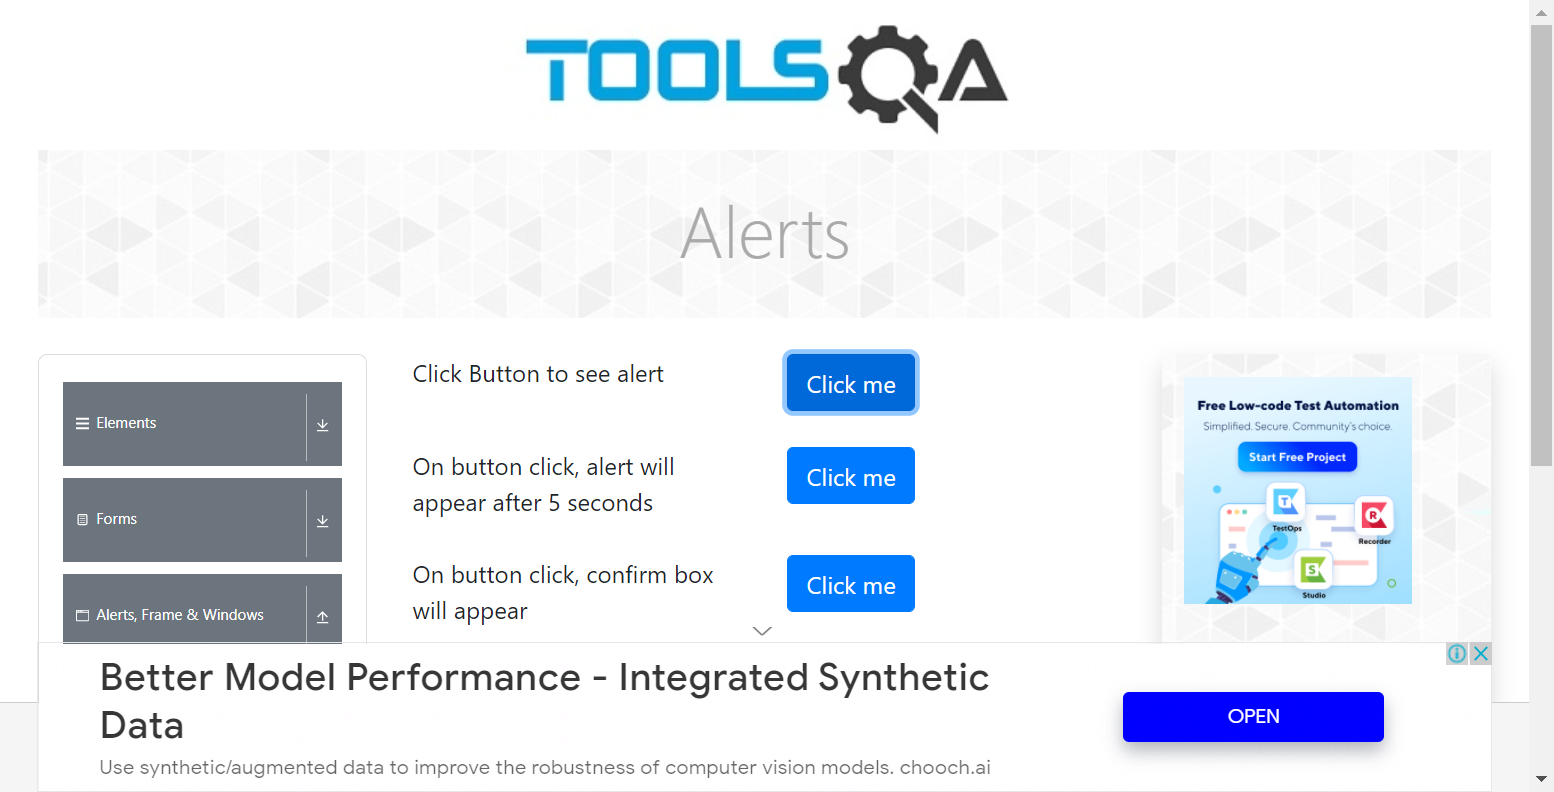 TOOLSQA
Alerts
Elements
Forms
Alerts, Frame & Windows
Click Button to see alert
Click me
On button click, alert will
appear after 5 seconds
Click me
On button click, confirm box
will appear
Click me
Free Low-code Test Automation
Simplified. Secure. Community's choice.
Start Free Project
TestOps
Recorder
Studio
Better Model Performance - Integrated Synthetic
Data
Use synthetic/augmented data to improve the robustness of computer vision models. chooch.ai
OPEN